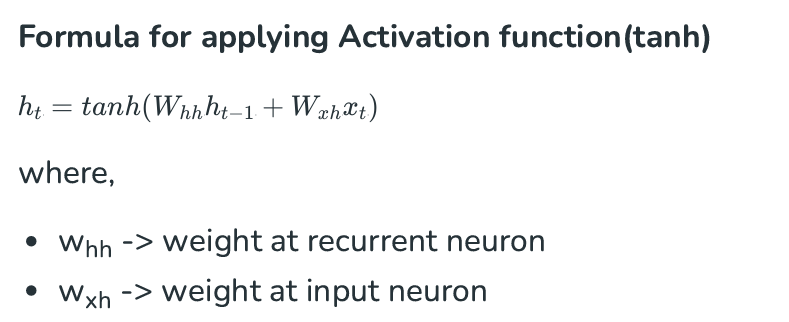 Formula for applying Activation function(tanh)
hₜ = tanh(Wₕₕhₜ₋₁ + Wₓₕxₜ)
where,
• wₕₕ -> weight at recurrent neuron
• wₓₕ -> weight at input neuron